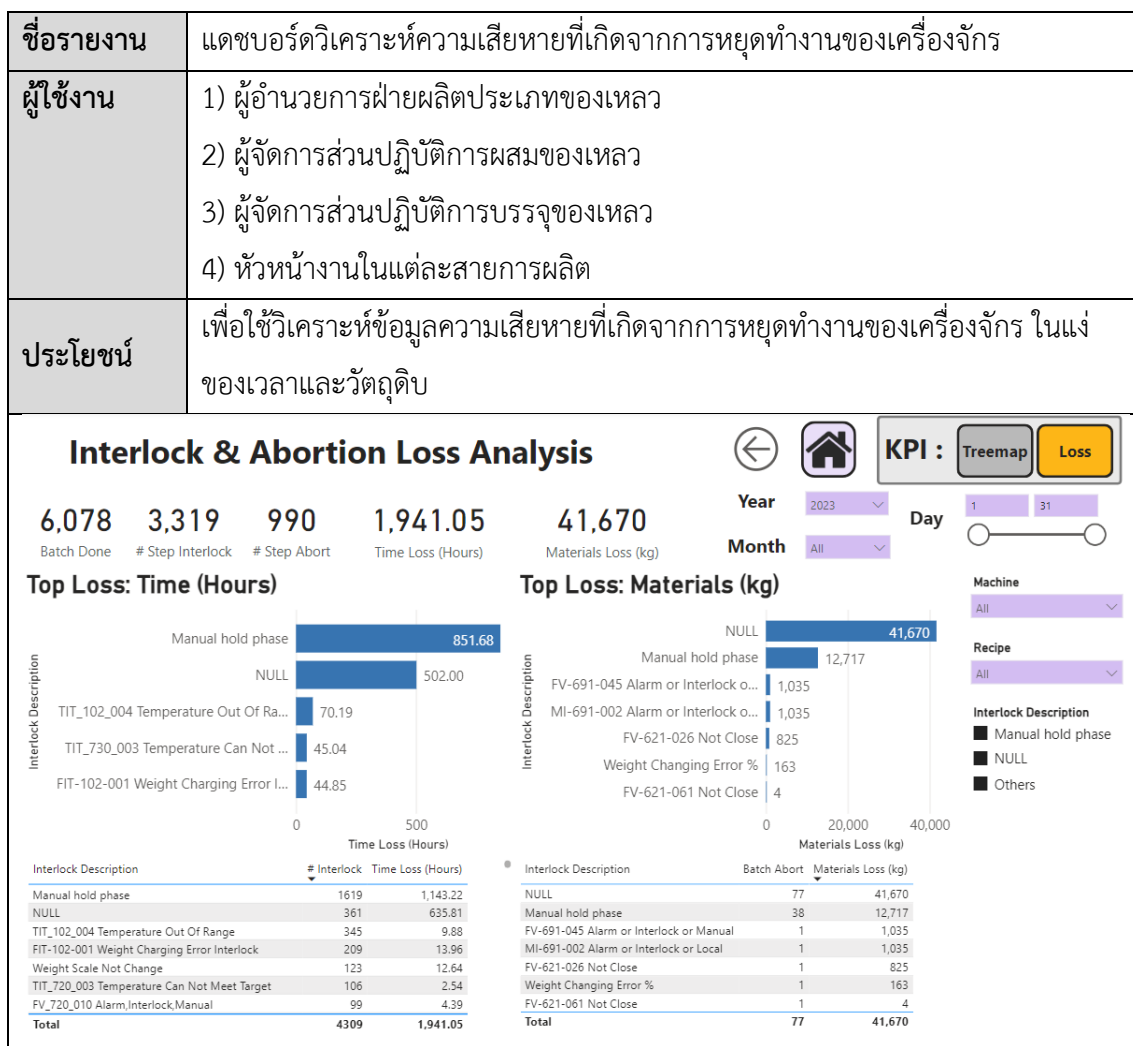 ชื่อรายงาน
แดชบอร์ดวิเคราะห์ความเสียหายที่เกิดจากการหยุดทำงานของเครื่องจักร
ผู้ใช้งาน
1) ผู้อำนวยการฝ่ายผลิตประเภทของเหลว
2) ผู้จัดการส่วนปฏิบัติการผสมของเหลว
3) ผู้จัดการส่วนปฏิบัติการบรรจุของเหลว
4) หัวหน้างานในแต่ละสายการผลิต
ประโยชน์
เพื่อใช้วิเคราะห์ข้อมูลความเสียหายที่เกิดจากการหยุดทำงานของเครื่องจักร ในแง่
ของเวลาและวัตถุดิบ
Interlock & Abortion Loss Analysis
KPI : Treemap Loss
6,078 3,319 990 1,941.05 41,670
Batch Done # Step Interlock # Step Abort Time Loss (Hours) Materials Loss (kg)
Year 2023
Month All
Day 1 31
Machine
All
Recipe
All
Interlock Description
Manual hold phase
NULL
Others
Top Loss: Time (Hours)
Interlock Description
Manual hold phase 851.68
NULL 502.00
TIT_102_004 Temperature Out Of Ra... 70.19
TIT_730_003 Temperature Can Not ... 45.04
FIT-102-001 Weight Charging Error I... 44.85
0 500
Time Loss (Hours)
Top Loss: Materials (kg)
Interlock Description
NULL 41,670
Manual hold phase 12,717
FV-691-045 Alarm or Interlock o... 1,035
MI-691-002 Alarm or Interlock o... 1,035
FV-621-026 Not Close 825
Weight Changing Error % 163
FV-621-061 Not Close 4
0 20,000 40,000
Materials Loss (kg)
Interlock Description # Interlock Time Loss (Hours)
Manual hold phase 1619 1,143.22
NULL 361 635.81
TIT_102_004 Temperature Out Of Range 345 9.88
FIT-102-001 Weight Charging Error Interlock 209 13.96
Weight Scale Not Change 123 12.64
TIT_720_003 Temperature Can Not Meet Target 106 2.54
FV_720_010 Alarm,Interlock,Manual 99 4.39
Total 4309 1,941.05
Interlock Description Batch Abort Materials Loss (kg)
NULL 77 41,670
Manual hold phase 38 12,717
FV-691-045 Alarm or Interlock or Manual 1 1,035
MI-691-002 Alarm or Interlock or Local 1 1,035
FV-621-026 Not Close 1 825
Weight Changing Error % 1 163
FV-621-061 Not Close 1 4
Total 77 41,670